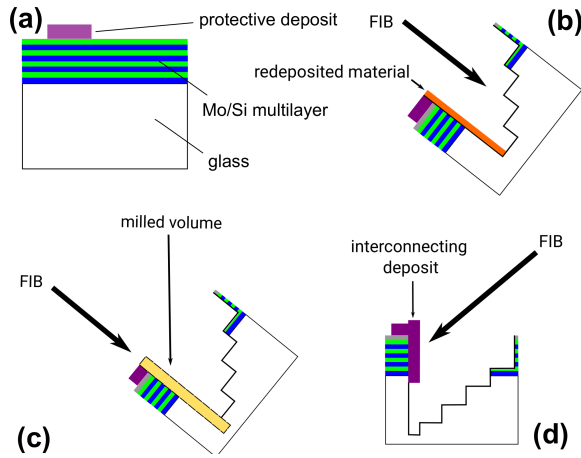 (a)
protective deposit
Mo/Si multilayer
glass
(b)
FIB
redeposited material
milled volume
FIB
(c)
interconnecting
deposit
FIB
(d)